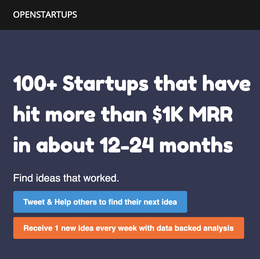 OPENSTARTUPS
100+ Startups that have
hit more than $1K MRR
in about 12-24 months
Find ideas that worked.
Tweet & Help others to find their next idea
Receive 1 new idea every week with data backed analysis